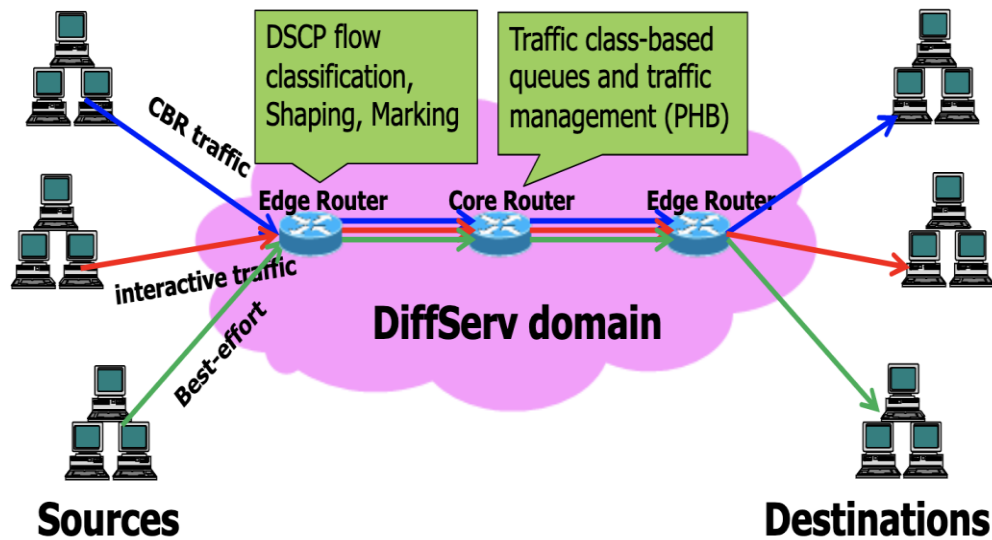 DSCP flow
classification,
Shaping, Marking
Traffic class-based
queues and traffic
management (PHB)
CBR traffic
Edge Router
Core Router
Edge Router
interactive traffic
Best-effort
DiffServ domain
Sources
Destinations